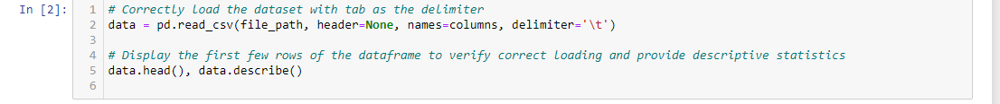 In [2]:
1 # Correctly load the dataset with tab as the delimiter
2 data = pd.read_csv(file_path, header=None, names=columns, delimiter='\t')
3
4 # Display the first few rows of the dataframe to verify correct loading and provide descriptive statistics
5 data.head(), data.describe()
6